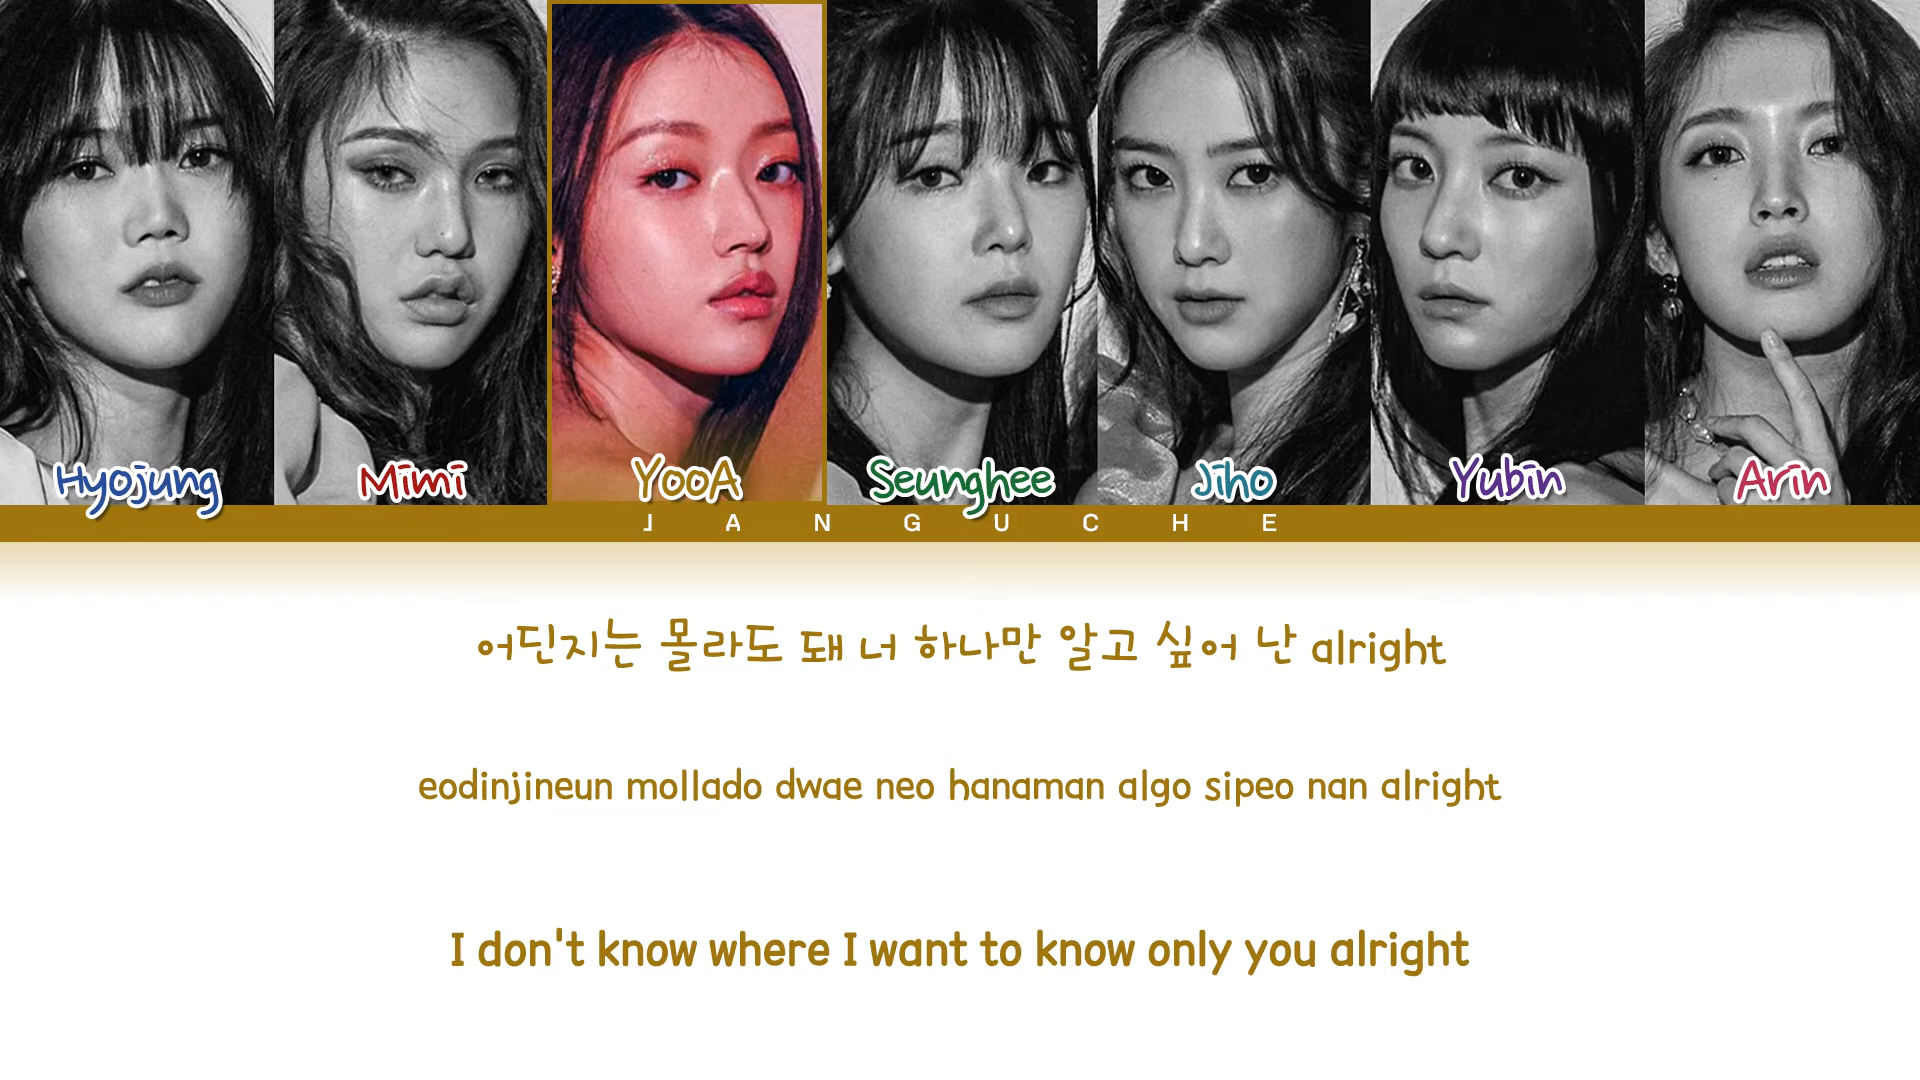 Hyojung Mimi YooA Seunghee Jiho Yubin Arin
JANGUCHE
어딘지는 몰라도 돼 너 하나만 알고 싶어 난 alright
eodinjineun mollado dwae neo hanaman algo sipeo nan alright
I don't know where I want to know only you alright